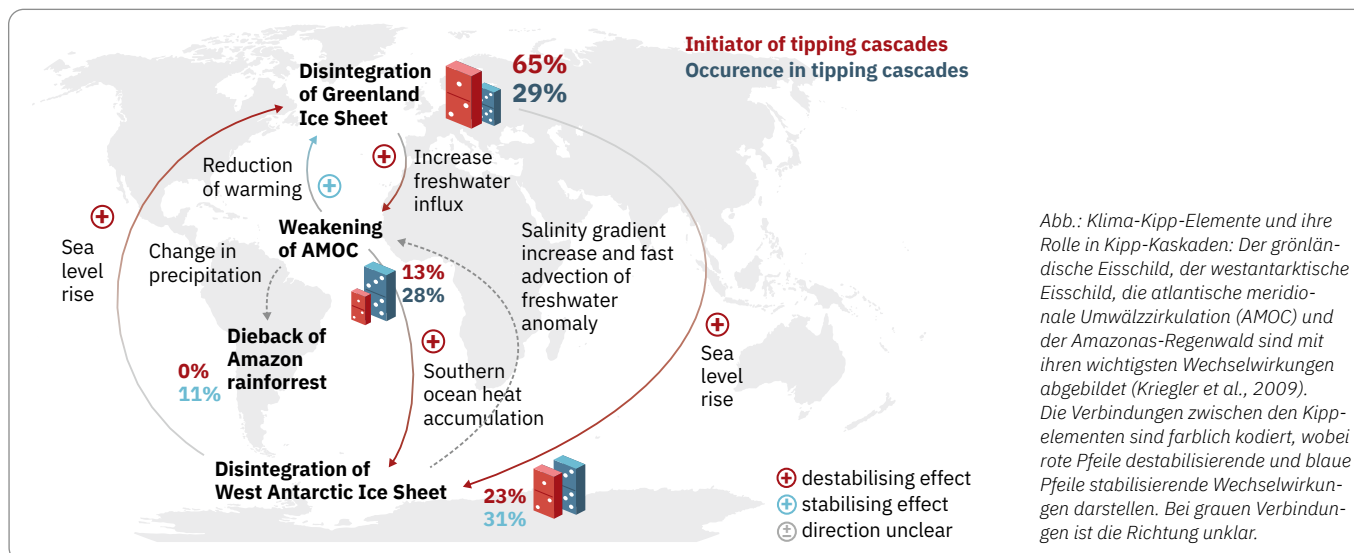 Initiator of tipping cascades
Occurence in tipping cascades
Disintegration
of Greenland
Ice Sheet
65%
29%
Reduction
of warming
Increase
freshwater
influx
Sea
level
rise
Change in
precipitation
Weakening
of AMOC
13%
28%
Salinity gradient
increase and fast
advection of
freshwater
anomaly
Dieback of
Amazon
rainforrest
0%
11%
Southern
ocean heat
accumulation
Sea
level
rise
Disintegration of
West Antarctic Ice Sheet
23%
31%
destabilising effect
stabilising effect
direction unclear
Abb.: Klima-Kipp-Elemente und ihre
Rolle in Kipp-Kaskaden: Der grönlän-
dische Eisschild, der westantarktische
Eisschild, die atlantische meridio-
nale Umwälzzirkulation (AMOC) und
der Amazonas-Regenwald sind mit
ihren wichtigsten Wechselwirkungen
abgebildet (Kriegler et al., 2009).
Die Verbindungen zwischen den Kipp-
elementen sind farblich kodiert, wobei
rote Pfeile destabilisierende und blaue
Pfeile stabilisierende Wechselwirkun-
gen darstellen. Bei grauen Verbindun-
gen ist die Richtung unklar.